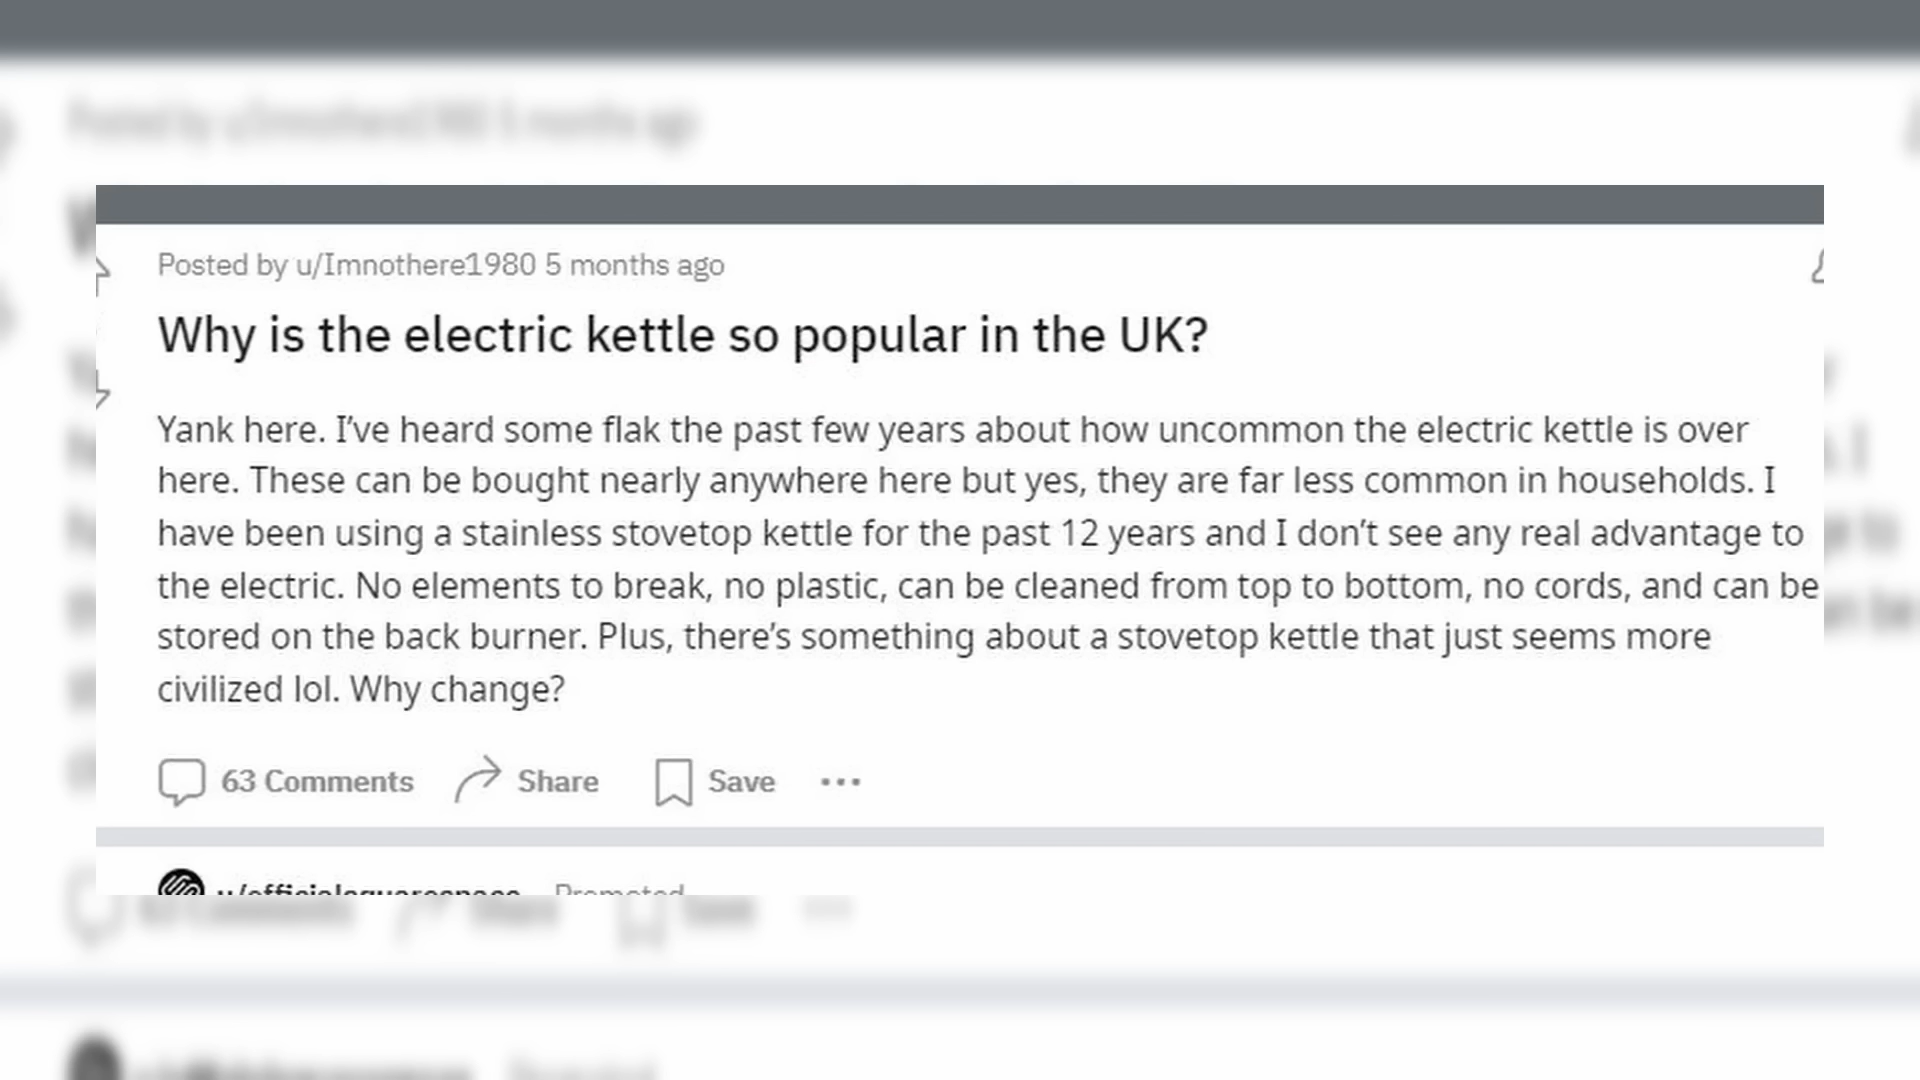 Posted by u/Imnothere1980 5 months ago
Why is the electric kettle so popular in the UK?
Yank here. I've heard some flak the past few years about how uncommon the electric kettle is over
here. These can be bought nearly anywhere here but yes, they are far less common in households. I
have been using a stainless stovetop kettle for the past 12 years and I don't see any real advantage to
the electric. No elements to break, no plastic, can be cleaned from top to bottom, no cords, and can be
stored on the back burner. Plus, there's something about a stovetop kettle that just seems more
civilized lol. Why change?
63 Comments Share Save
u/officialsquarespace Promoted